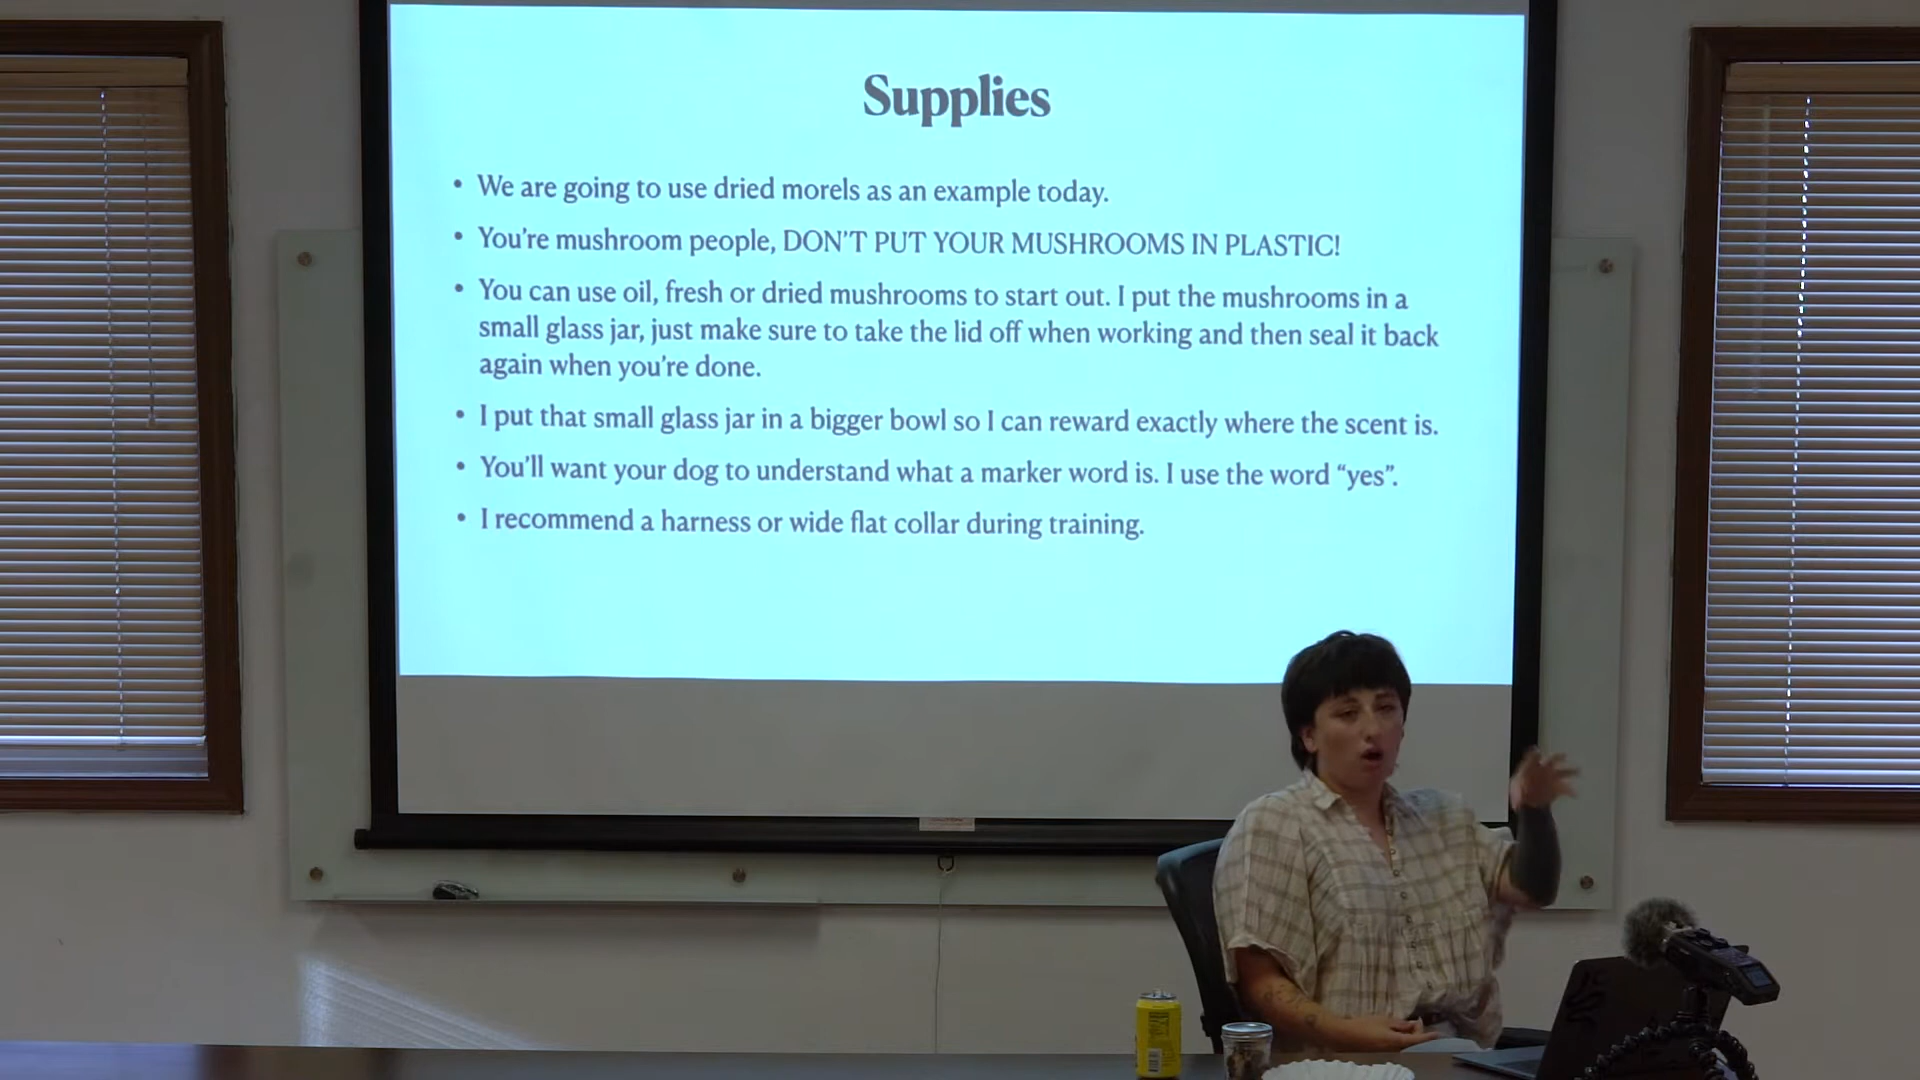 Supplies
• We are going to use dried morels as an example today.
• You're mushroom people, DON'T PUT YOUR MUSHROOMS IN PLASTIC!
• You can use oil, fresh or dried mushrooms to start out. I put the mushrooms in a
small glass jar, just make sure to take the lid off when working and then seal it back
again when you're done.
• I put that small glass jar in a bigger bowl so I can reward exactly where the scent is.
• You'll want your dog to understand what a marker word is. I use the word “yes”.
• I recommend a harness or wide flat collar during training.